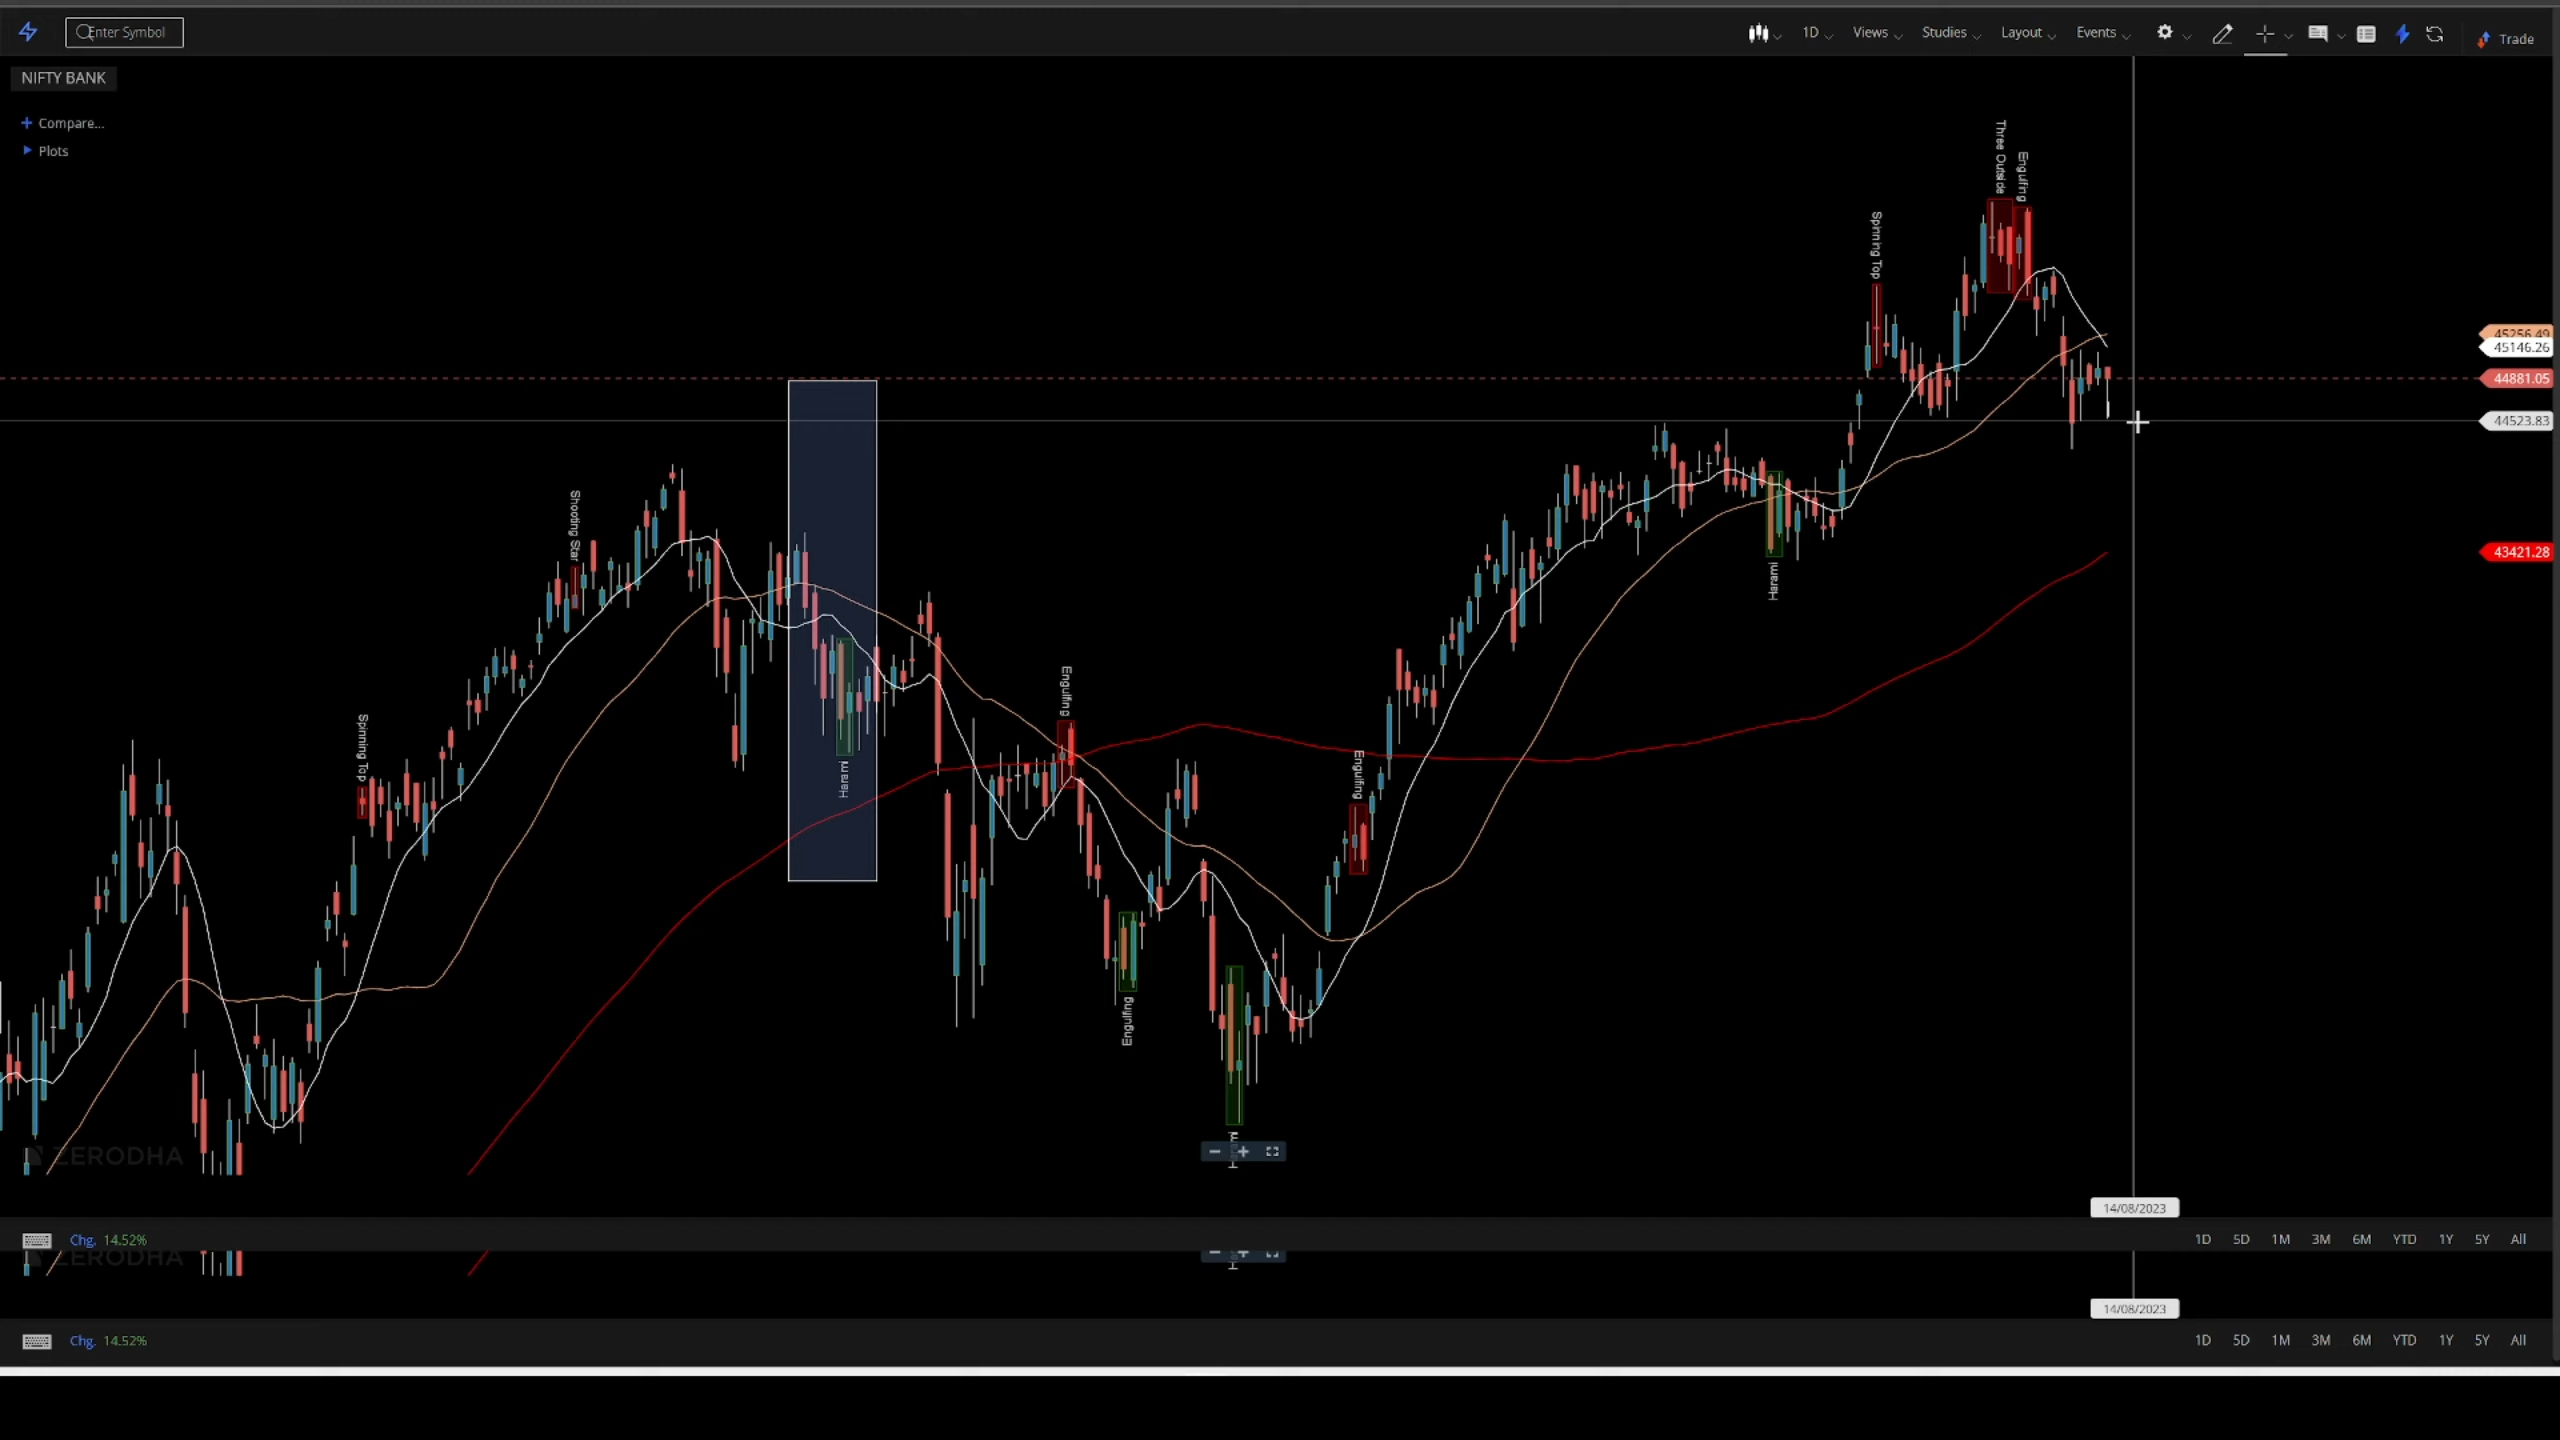 Enter Symbol
1D
Views
Studies
Layout
Events
Trade
NIFTY BANK
Compare...
Plots
Three Outside
Engulfing
Spinning Top
45256.49
45146.26
44881.05
44523.83
Shooting Star
43421.28
Harami
Engulfing
Spinning Top
Engulfing
Harami
Engulfing
ZERODHA
14/08/2023
Chg. 14.52%
1D 5D 1M 3M 6M YTD 1Y 5Y All
ZERODHA
14/08/2023
Chg. 14.52%
1D 5D 1M 3M 6M YTD 1Y 5Y All